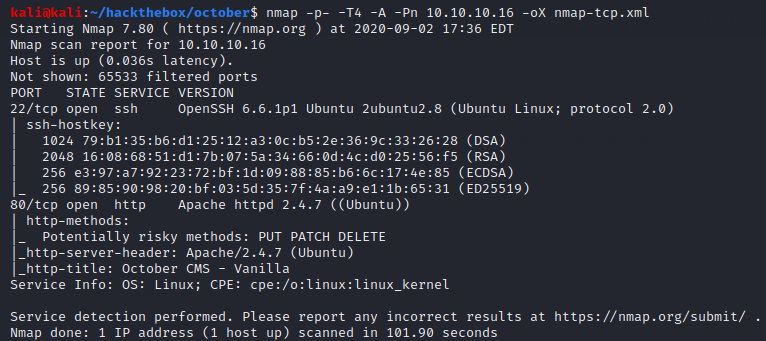 kali@kali:~/hackthebox/october$ nmap -p- -T4 -A -Pn 10.10.10.16 -oX nmap-tcp.xml
Starting Nmap 7.80 ( https://nmap.org ) at 2020-09-02 17:36 EDT
Nmap scan report for 10.10.10.16
Host is up (0.036s latency).
Not shown: 65533 filtered ports
PORT   STATE SERVICE VERSION
22/tcp open  ssh     OpenSSH 6.6.1p1 Ubuntu 2ubuntu2.8 (Ubuntu Linux; protocol 2.0)
| ssh-hostkey:
|   1024 79:b1:35:b6:d1:25:12:a3:0c:b5:2e:36:9c:33:26:28 (DSA)
|   2048 16:08:68:51:d1:7b:07:5a:34:66:0d:4c:d0:25:56:f5 (RSA)
|   256 e3:97:a7:92:23:72:bf:1d:09:88:85:b6:6c:17:4e:85 (ECDSA)
|_  256 89:85:90:98:20:bf:03:5d:35:7f:4a:a9:e1:1b:65:31 (ED25519)
80/tcp open  http    Apache httpd 2.4.7 ((Ubuntu))
| http-methods:
|_  Potentially risky methods: PUT PATCH DELETE
|_http-server-header: Apache/2.4.7 (Ubuntu)
|_http-title: October CMS - Vanilla
Service Info: OS: Linux; CPE: cpe:/o:linux:linux_kernel
Service detection performed. Please report any incorrect results at https://nmap.org/submit/ .
Nmap done: 1 IP address (1 host up) scanned in 101.90 seconds